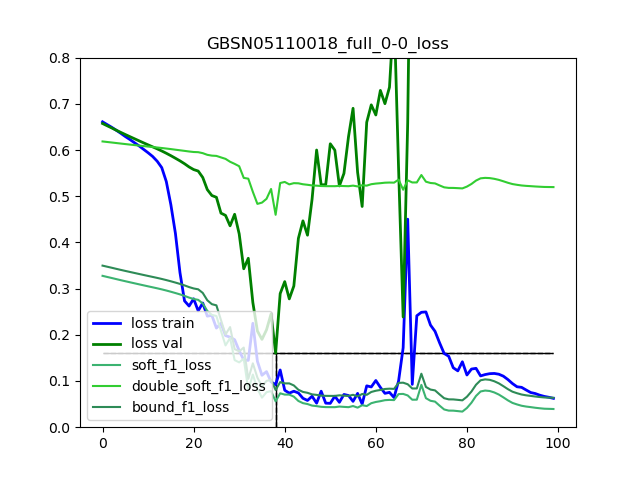 GBSN05110018_full_0-0_loss
0.8
0.7
0.6
0.5
0.4
0.3
0.2
0.1
0.0
loss train
loss val
soft_f1_loss
double_soft_f1_loss
bound_f1_loss
0 20 40 60 80 100